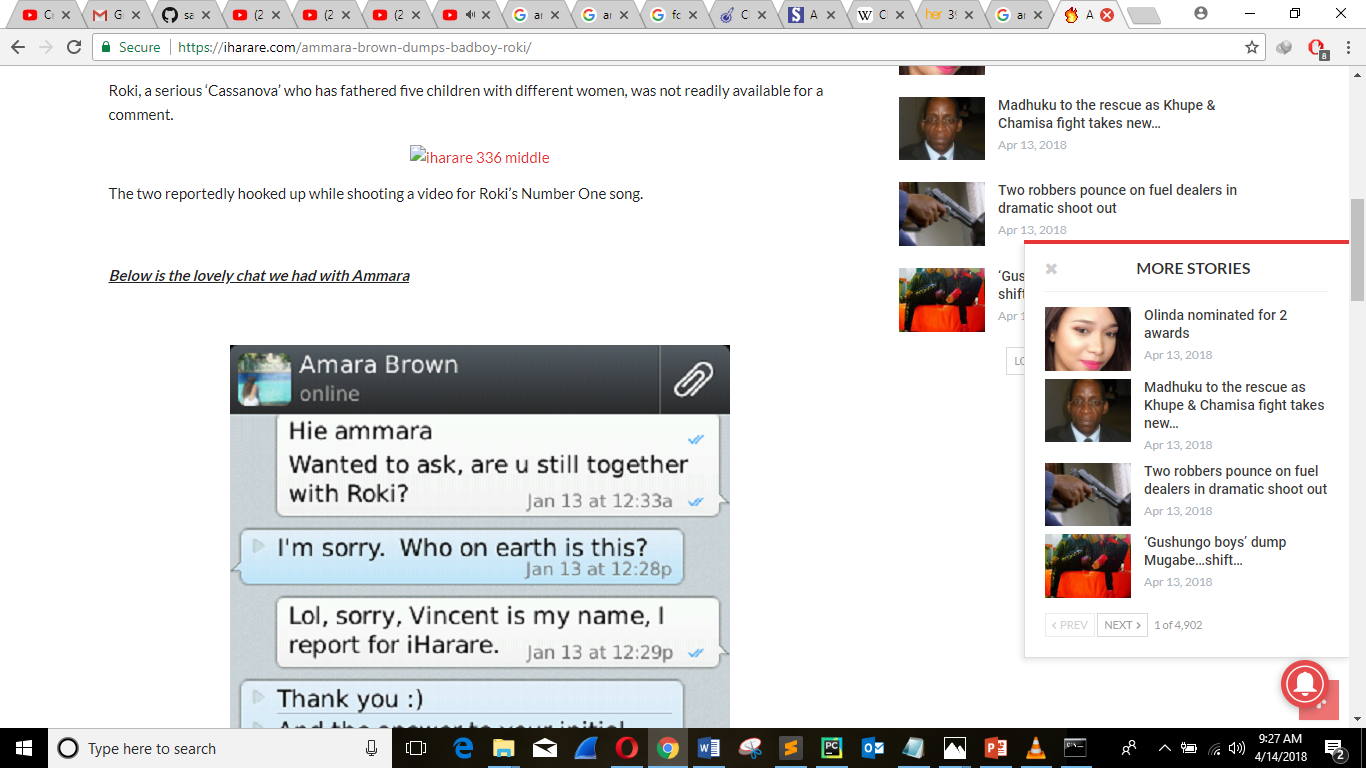 Cr
G
sa
(2
(2
(2
Y
ar
ar
fc
C
A
C
her 39
ar
A
Secure
https://iharare.com/ammara-brown-dumps-badboy-roki/
8
Roki, a serious ‘Cassanova’ who has fathered five children with different women, was not readily available for a
comment.
iharare 336 middle
The two reportedly hooked up while shooting a video for Roki’s Number One song.
Below is the lovely chat we had with Ammara
Amara Brown
online
Hie ammara
Wanted to ask, are u still together
with Roki?
Jan 13 at 12:33a
I'm sorry. Who on earth is this?
Jan 13 at 12:28p
Lol, sorry, Vincent is my name, I
report for iHarare.
Jan 13 at 12:29p
Thank you :)
And the answer to your initial
Madhuku to the rescue as Khupe &
Chamisa fight takes new…
Apr 13, 2018
Two robbers pounce on fuel dealers in
dramatic shoot out
Apr 13, 2018
‘Gus
shift
Apr 1
LO
MORE STORIES
Olinda nominated for 2
awards
Apr 13, 2018
Madhuku to the rescue as
Khupe & Chamisa fight takes
new…
Apr 13, 2018
Two robbers pounce on fuel
dealers in dramatic shoot out
Apr 13, 2018
‘Gushungo boys’ dump
Mugabe…shift…
Apr 13, 2018
PREV
NEXT
1 of 4,902
Type here to search
9:27 AM
4/14/2018
2